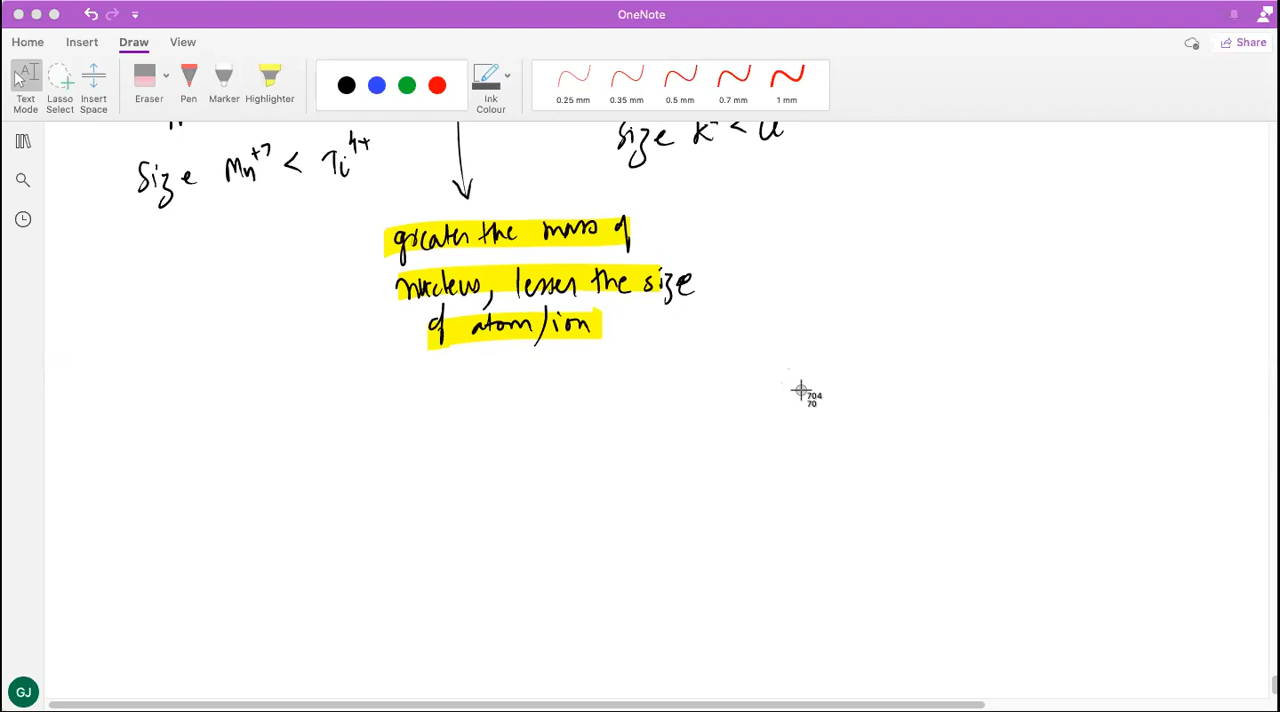 OneNote
Home Insert Draw View
Share
Text Mode
Lasso Select
Insert Space
Eraser
Pen
Marker
Highlighter
Ink Colour
0.25 mm
0.35 mm
0.5 mm
0.7 mm
1 mm
Size Mn+7 < Ti4+
Size K+ <
greater the mass of
nucleus, lesser the size
of atom/ion
704
70
GJ